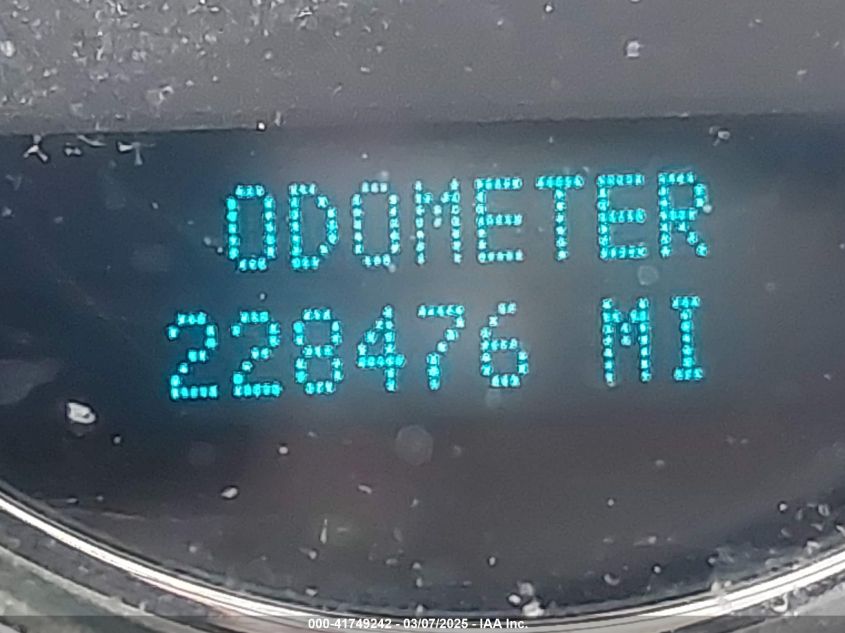 ODOMETER
228476 MI
000-41749242 - 03/07/2025 - IAA Inc.